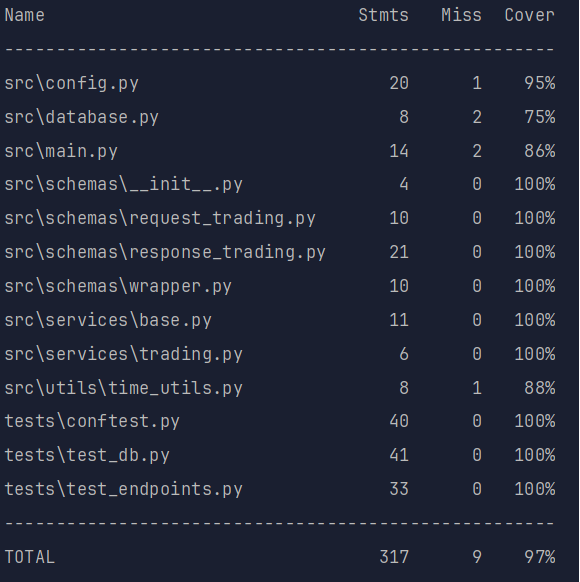 Name Stmts Miss Cover
-----------------------------------------------------
src\config.py 20 1 95%
src\database.py 8 2 75%
src\main.py 14 2 86%
src\schemas\__init__.py 4 0 100%
src\schemas\request_trading.py 10 0 100%
src\schemas\response_trading.py 21 0 100%
src\schemas\wrapper.py 10 0 100%
src\services\base.py 11 0 100%
src\services\trading.py 6 0 100%
src\utils\time_utils.py 8 1 88%
tests\conftest.py 40 0 100%
tests\test_db.py 41 0 100%
tests\test_endpoints.py 33 0 100%
-----------------------------------------------------
TOTAL 317 9 97%